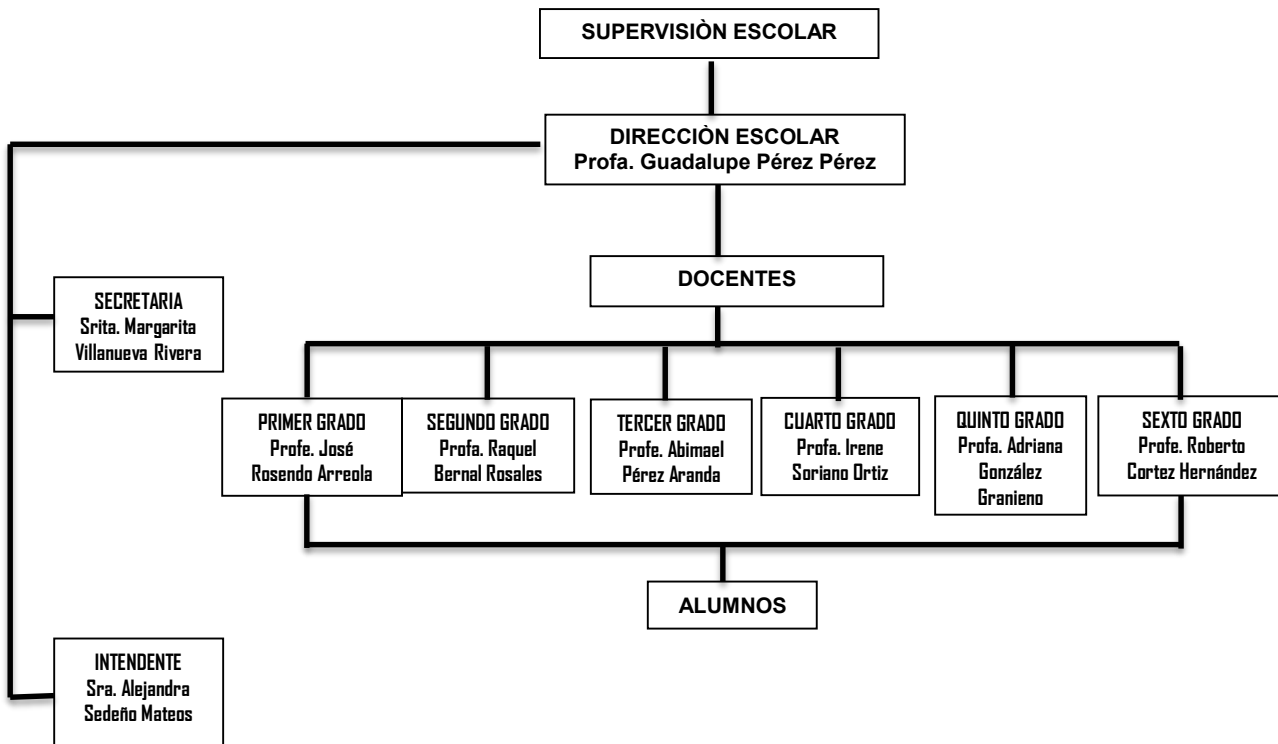 SUPERVISIÒN ESCOLAR
DIRECCIÒN ESCOLAR
Profa. Guadalupe Pérez Pérez
DOCENTES
SECRETARIA
Srita. Margarita
Villanueva Rivera
PRIMER GRADO
Profe. José
Rosendo Arreola
SEGUNDO GRADO
Profa. Raquel
Bernal Rosales
TERCER GRADO
Profe. Abimael
Pérez Aranda
CUARTO GRADO
Profa. Irene
Soriano Ortiz
QUINTO GRADO
Profa. Adriana
González
Granieno
SEXTO GRADO
Profe. Roberto
Cortez Hernández
ALUMNOS
INTENDENTE
Sra. Alejandra
Sedeño Mateos